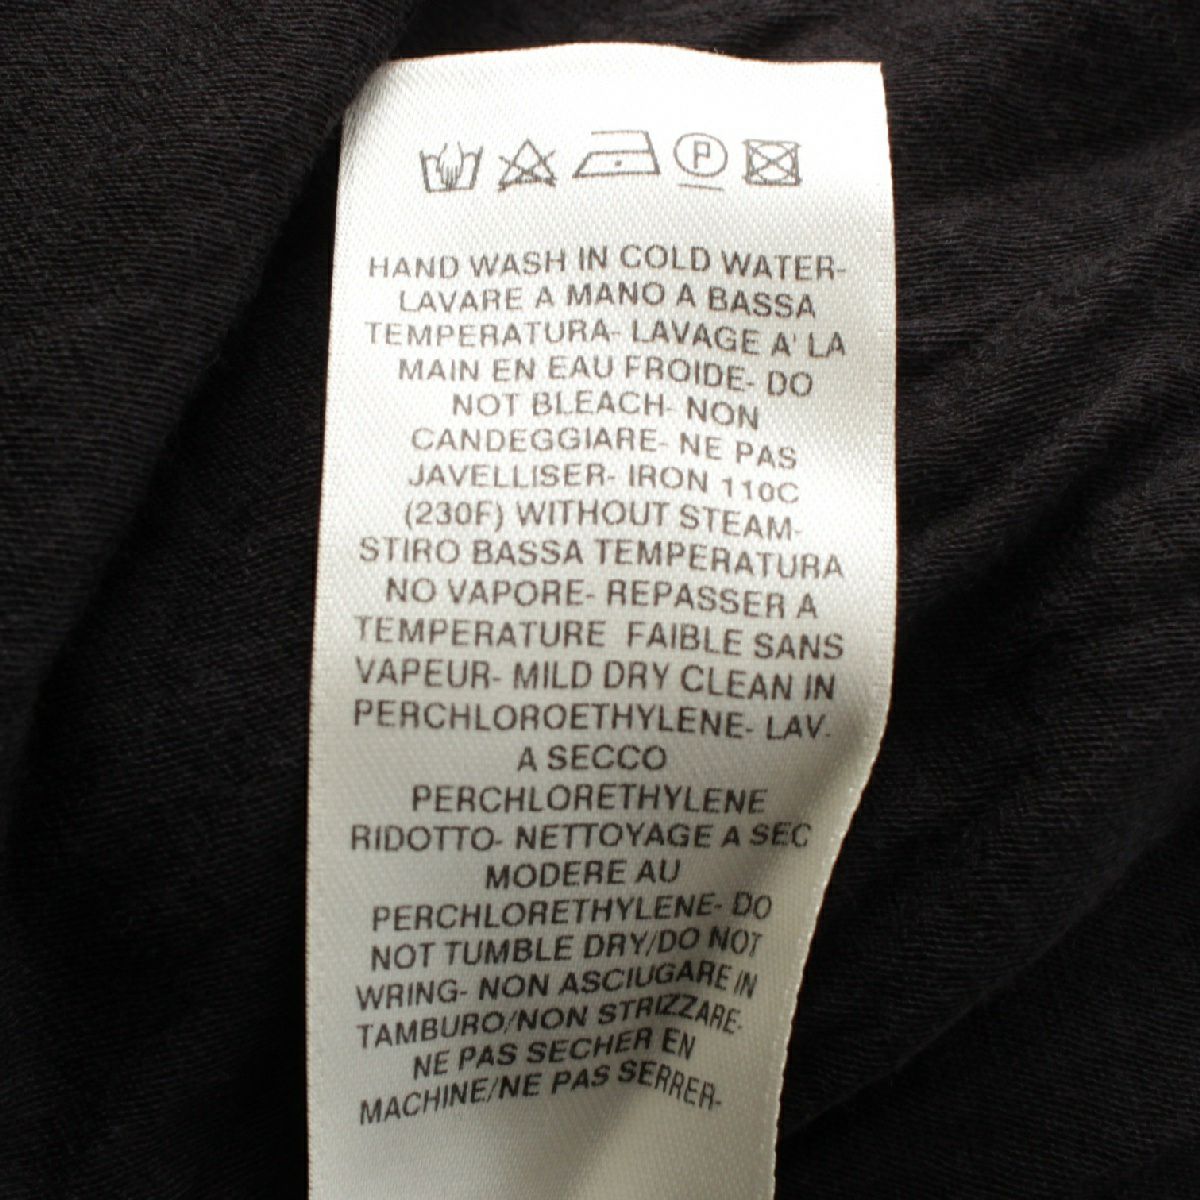 P
HAND WASH IN COLD WATER-
LAVARE A MANO A BASSA
TEMPERATURA- LAVAGE A' LA
MAIN EN EAU FROIDE- DO
NOT BLEACH- NON
CANDEGGIARE- NE PAS
JAVELLISER- IRON 110C
(230F) WITHOUT STEAM-
STIRO BASSA TEMPERATURA
NO VAPORE- REPASSER A
TEMPERATURE FAIBLE SANS
VAPEUR- MILD DRY CLEAN IN
PERCHLOROETHYLENE- LAV.
A SECCO
PERCHLORETHYLENE
RIDOTTO- NETTOYAGE A SEC
MODERE AU
PERCHLORETHYLENE- DO
NOT TUMBLE DRY/DO NOT
WRING- NON ASCIUGARE IN
TAMBURO/NON STRIZZARE-
NE PAS SECHER EN
MACHINE/NE PAS SERRER-